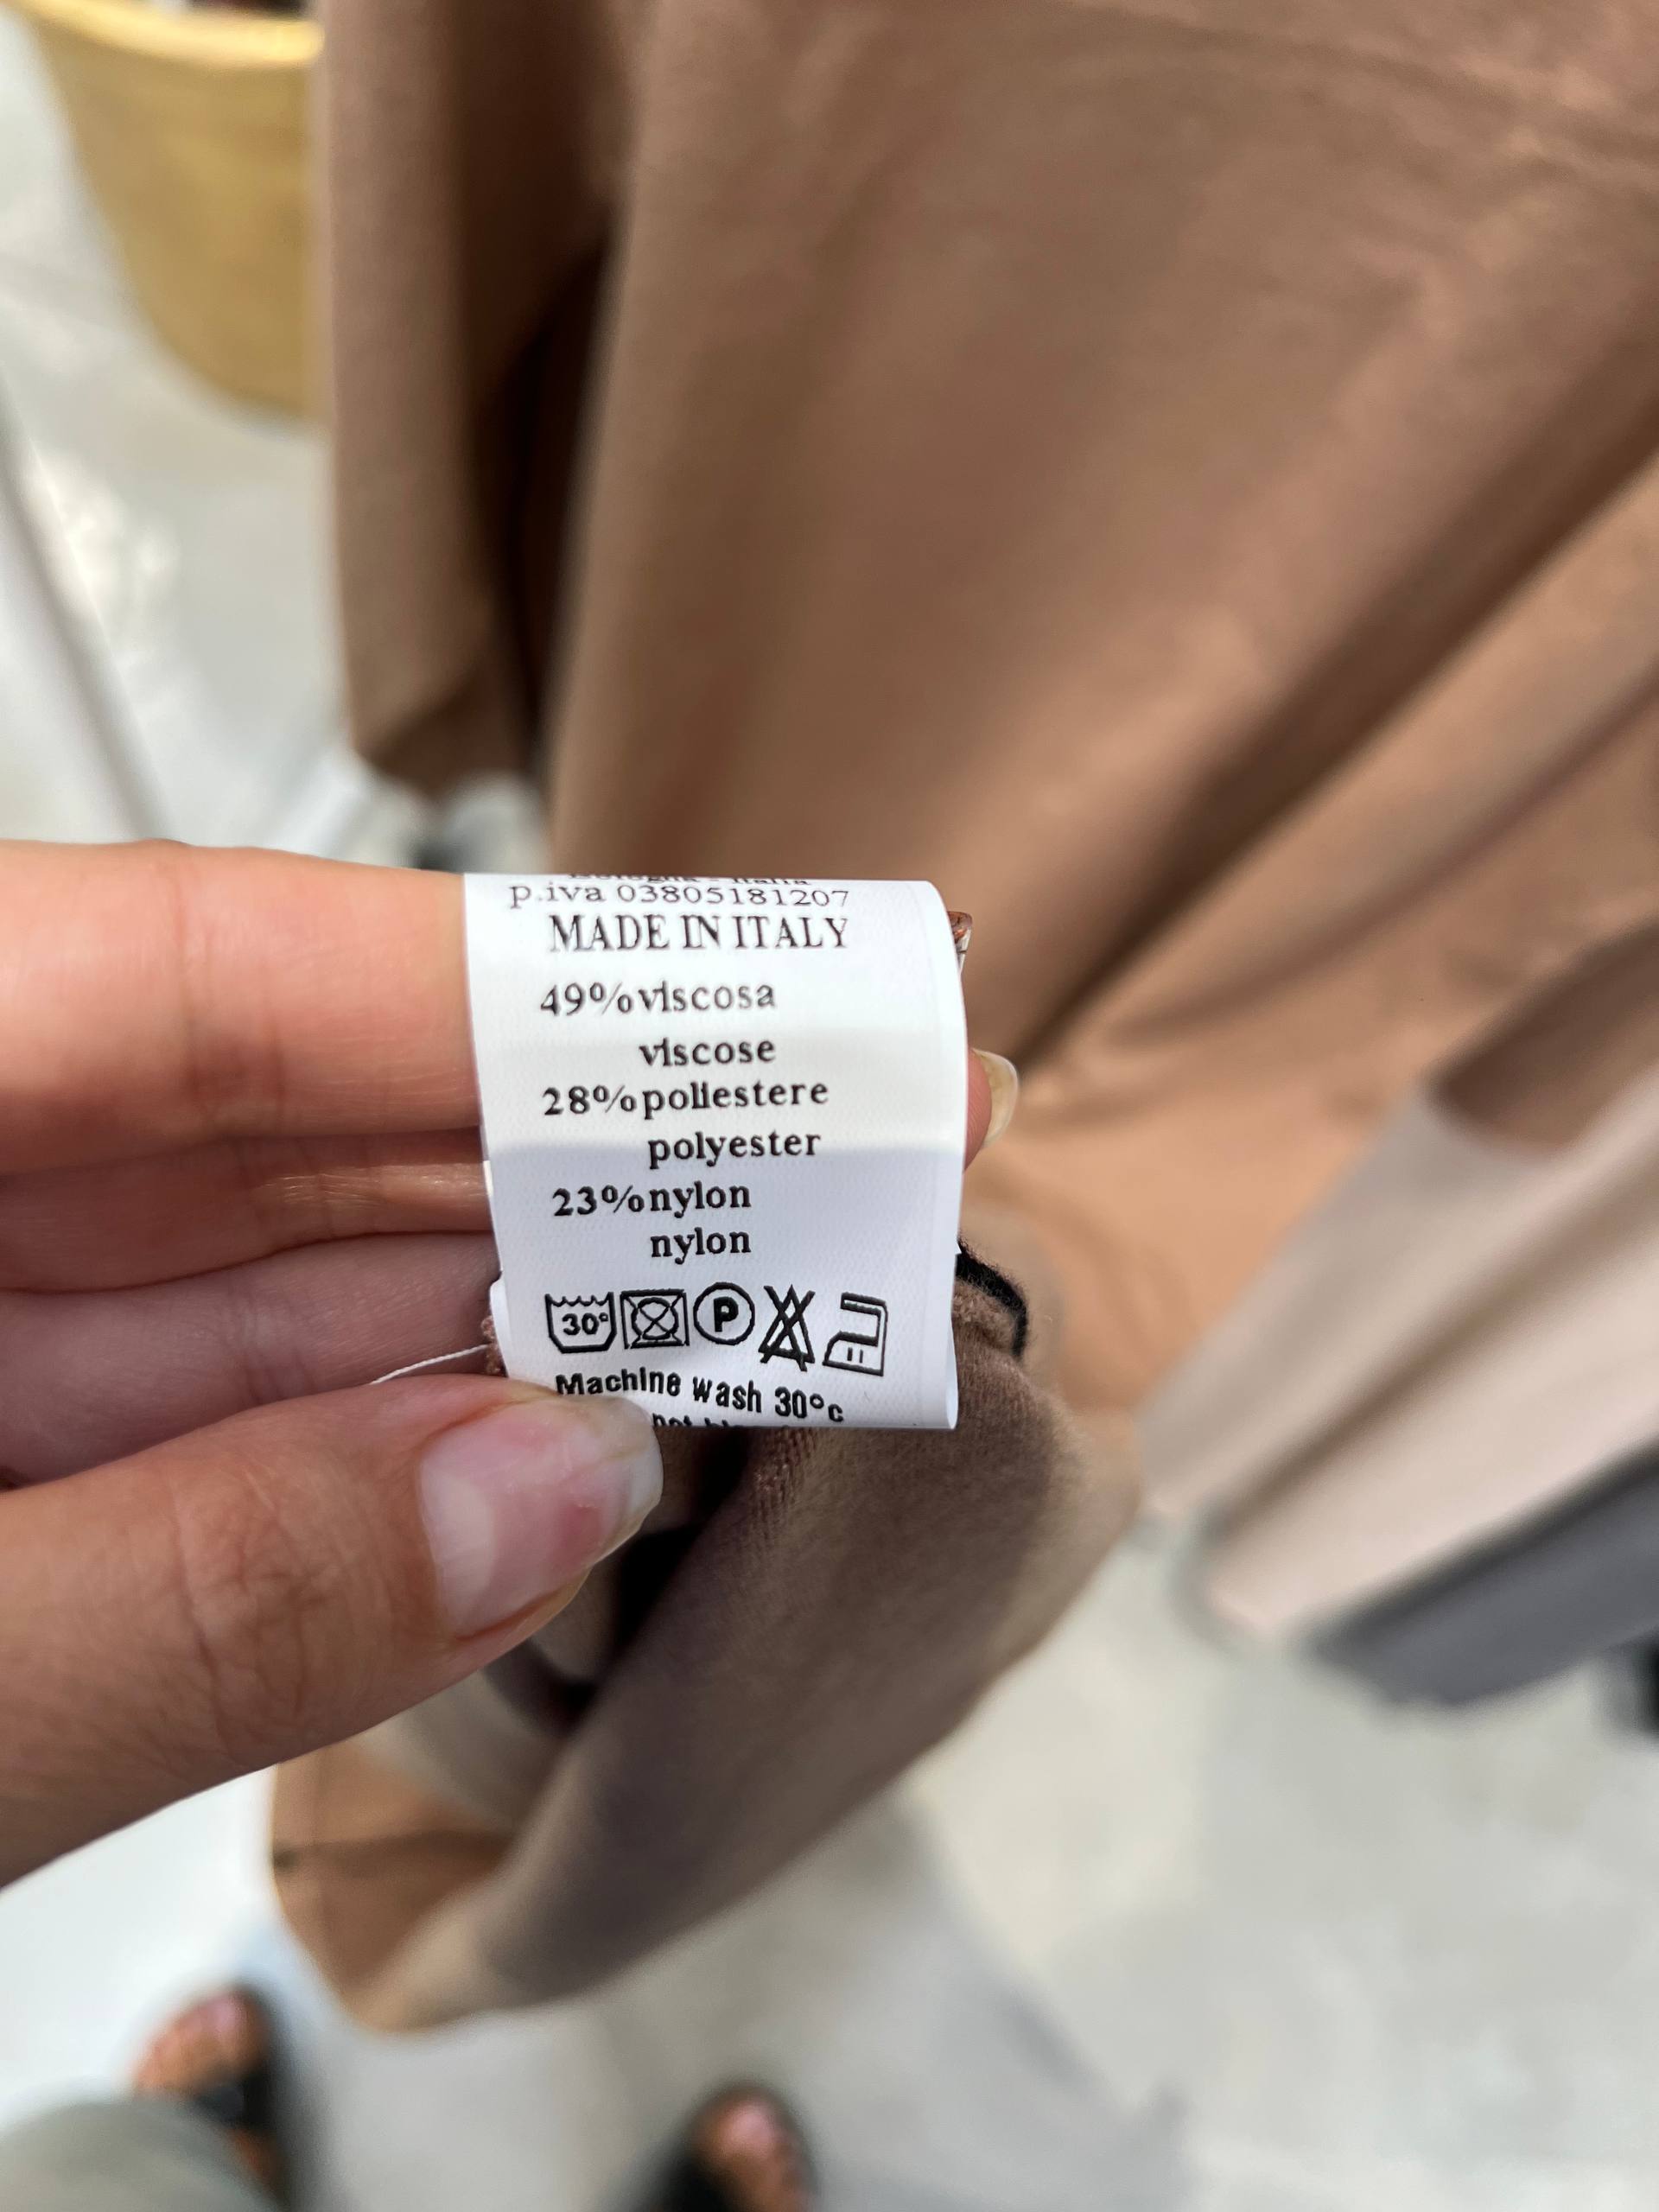 p.iva 03805181207
MADE IN ITALY
49% viscosa
viscose
28% poliestere
polyester
23% nylon
nylon
30° P
Machine wash 30°c